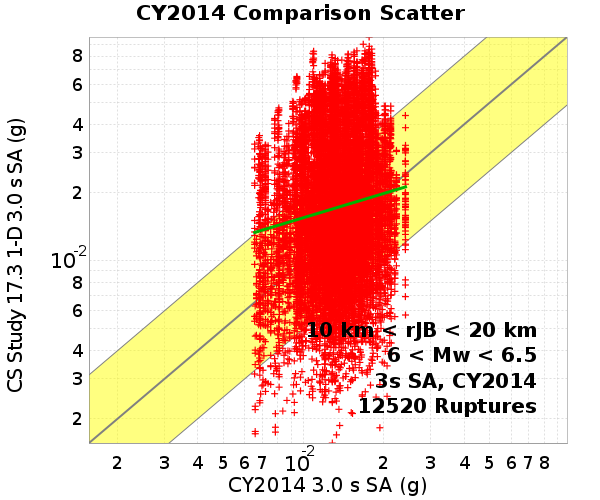 CY2014 Comparison Scatter
CS Study 17.3 1-D 3.0 s SA (g)
8
6
4
3
2
10-2
8
6
4
3
2
10 km < rJB < 20 km
6 < Mw < 6.5
3s SA, CY2014
12520 Ruptures
2 3 4 5 6 7 10-2 2 3 4 5 6 7 8
CY2014 3.0 s SA (g)